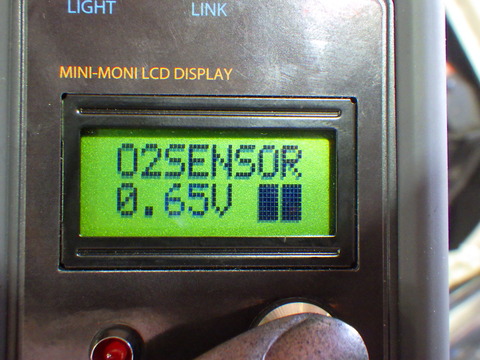 LIGHT LINK
MINI-MONI LCD DISPLAY
O2SENSOR
0.65V